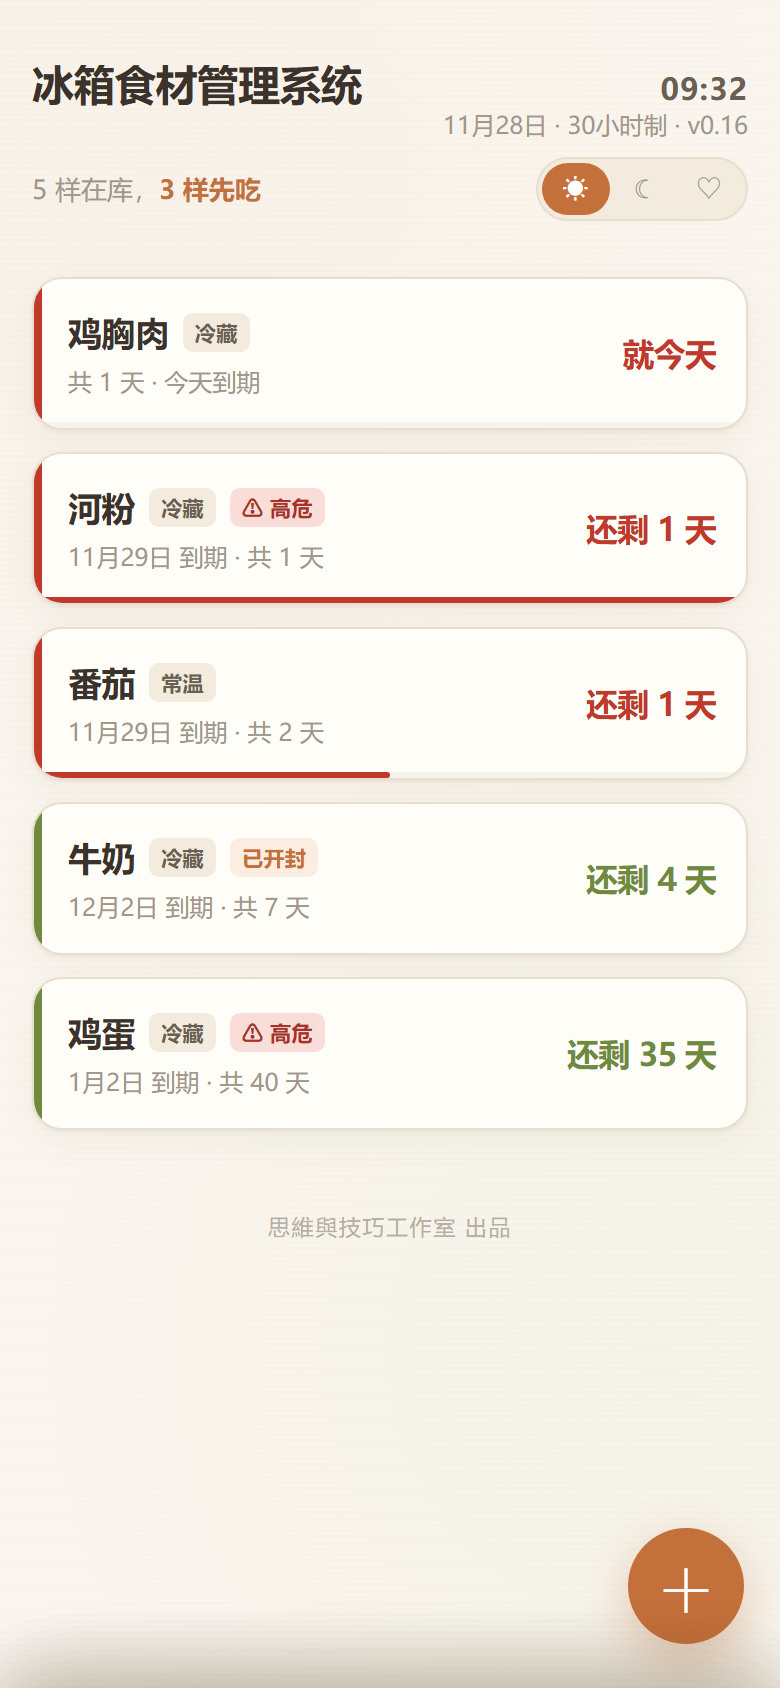 冰箱食材管理系统
09:32
11月28日 · 30小时制 · v0.16
5 样在库，3 样先吃
鸡胸肉 冷藏
共 1 天 · 今天到期
就今天
河粉 冷藏 ⚠ 高危
11月29日 到期 · 共 1 天
还剩 1 天
番茄 常温
11月29日 到期 · 共 2 天
还剩 1 天
牛奶 冷藏 已开封
12月2日 到期 · 共 7 天
还剩 4 天
鸡蛋 冷藏 ⚠ 高危
1月2日 到期 · 共 40 天
还剩 35 天
思維與技巧工作室 出品